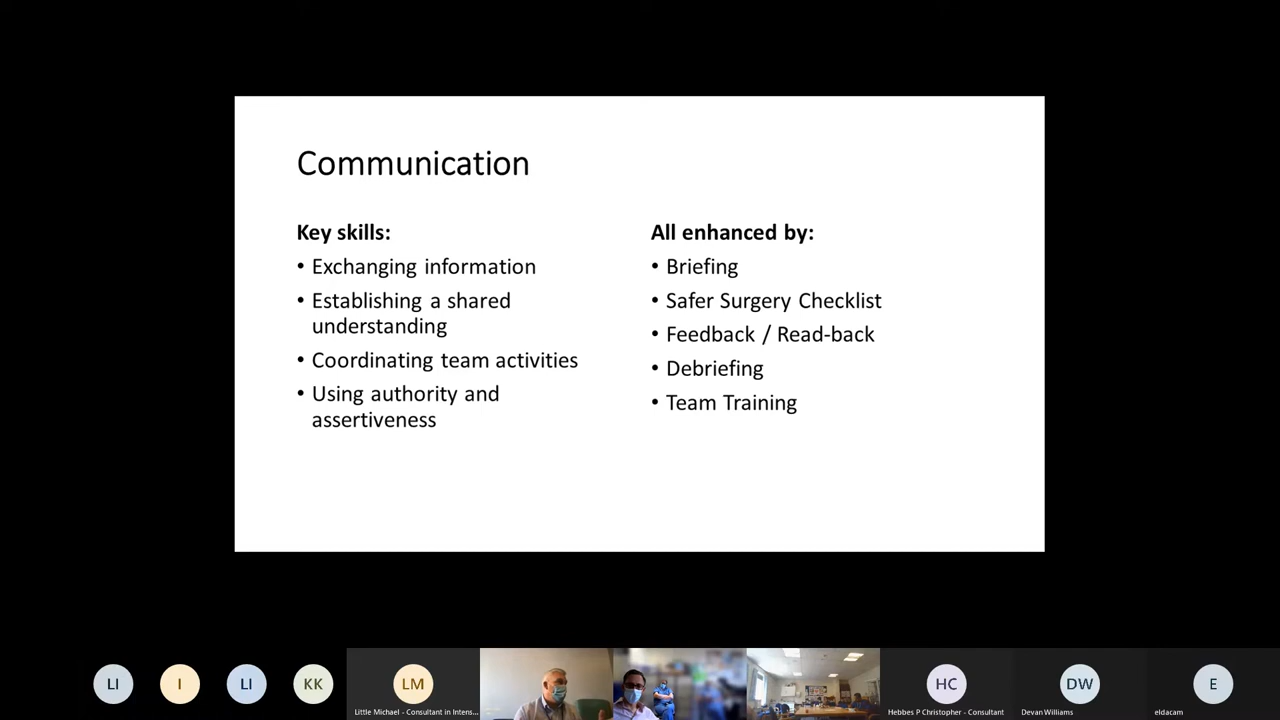 Communication
Key skills:
• Exchanging information
• Establishing a shared
understanding
• Coordinating team activities
• Using authority and
assertiveness
All enhanced by:
• Briefing
• Safer Surgery Checklist
• Feedback / Read-back
• Debriefing
• Team Training
LI
I
LI
KK
LM
Little Michael - Consultant in Intens...
HC
Hebbes P Christopher - Consultant
DW
Devan Williams
E
eldacam